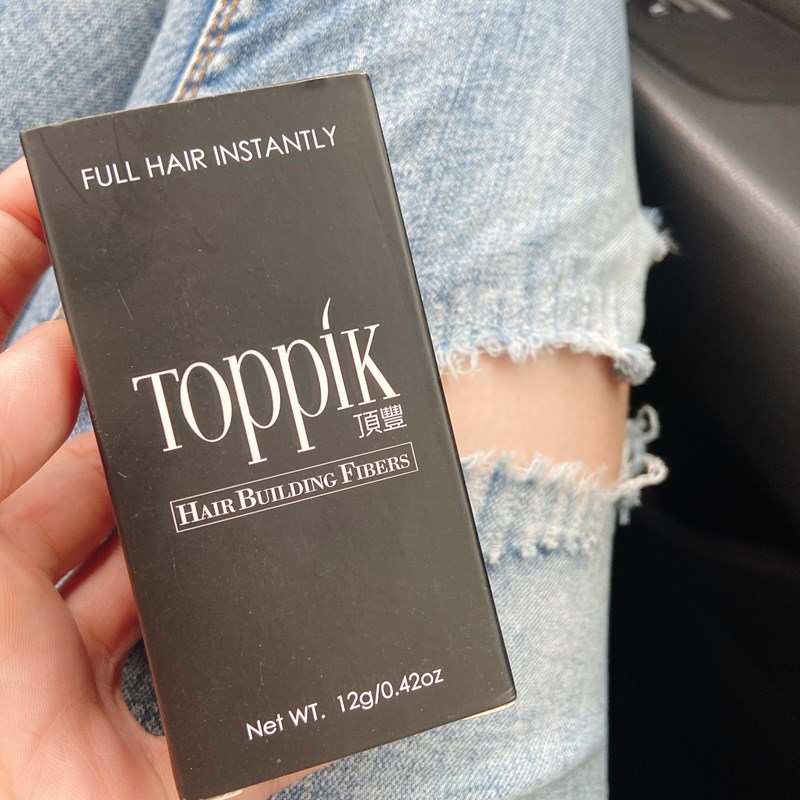 FULL HAIR INSTANTLY
Toppik
頂豐
HAIR BUILDING FIBERS
Net WT. 12g/0.42oz